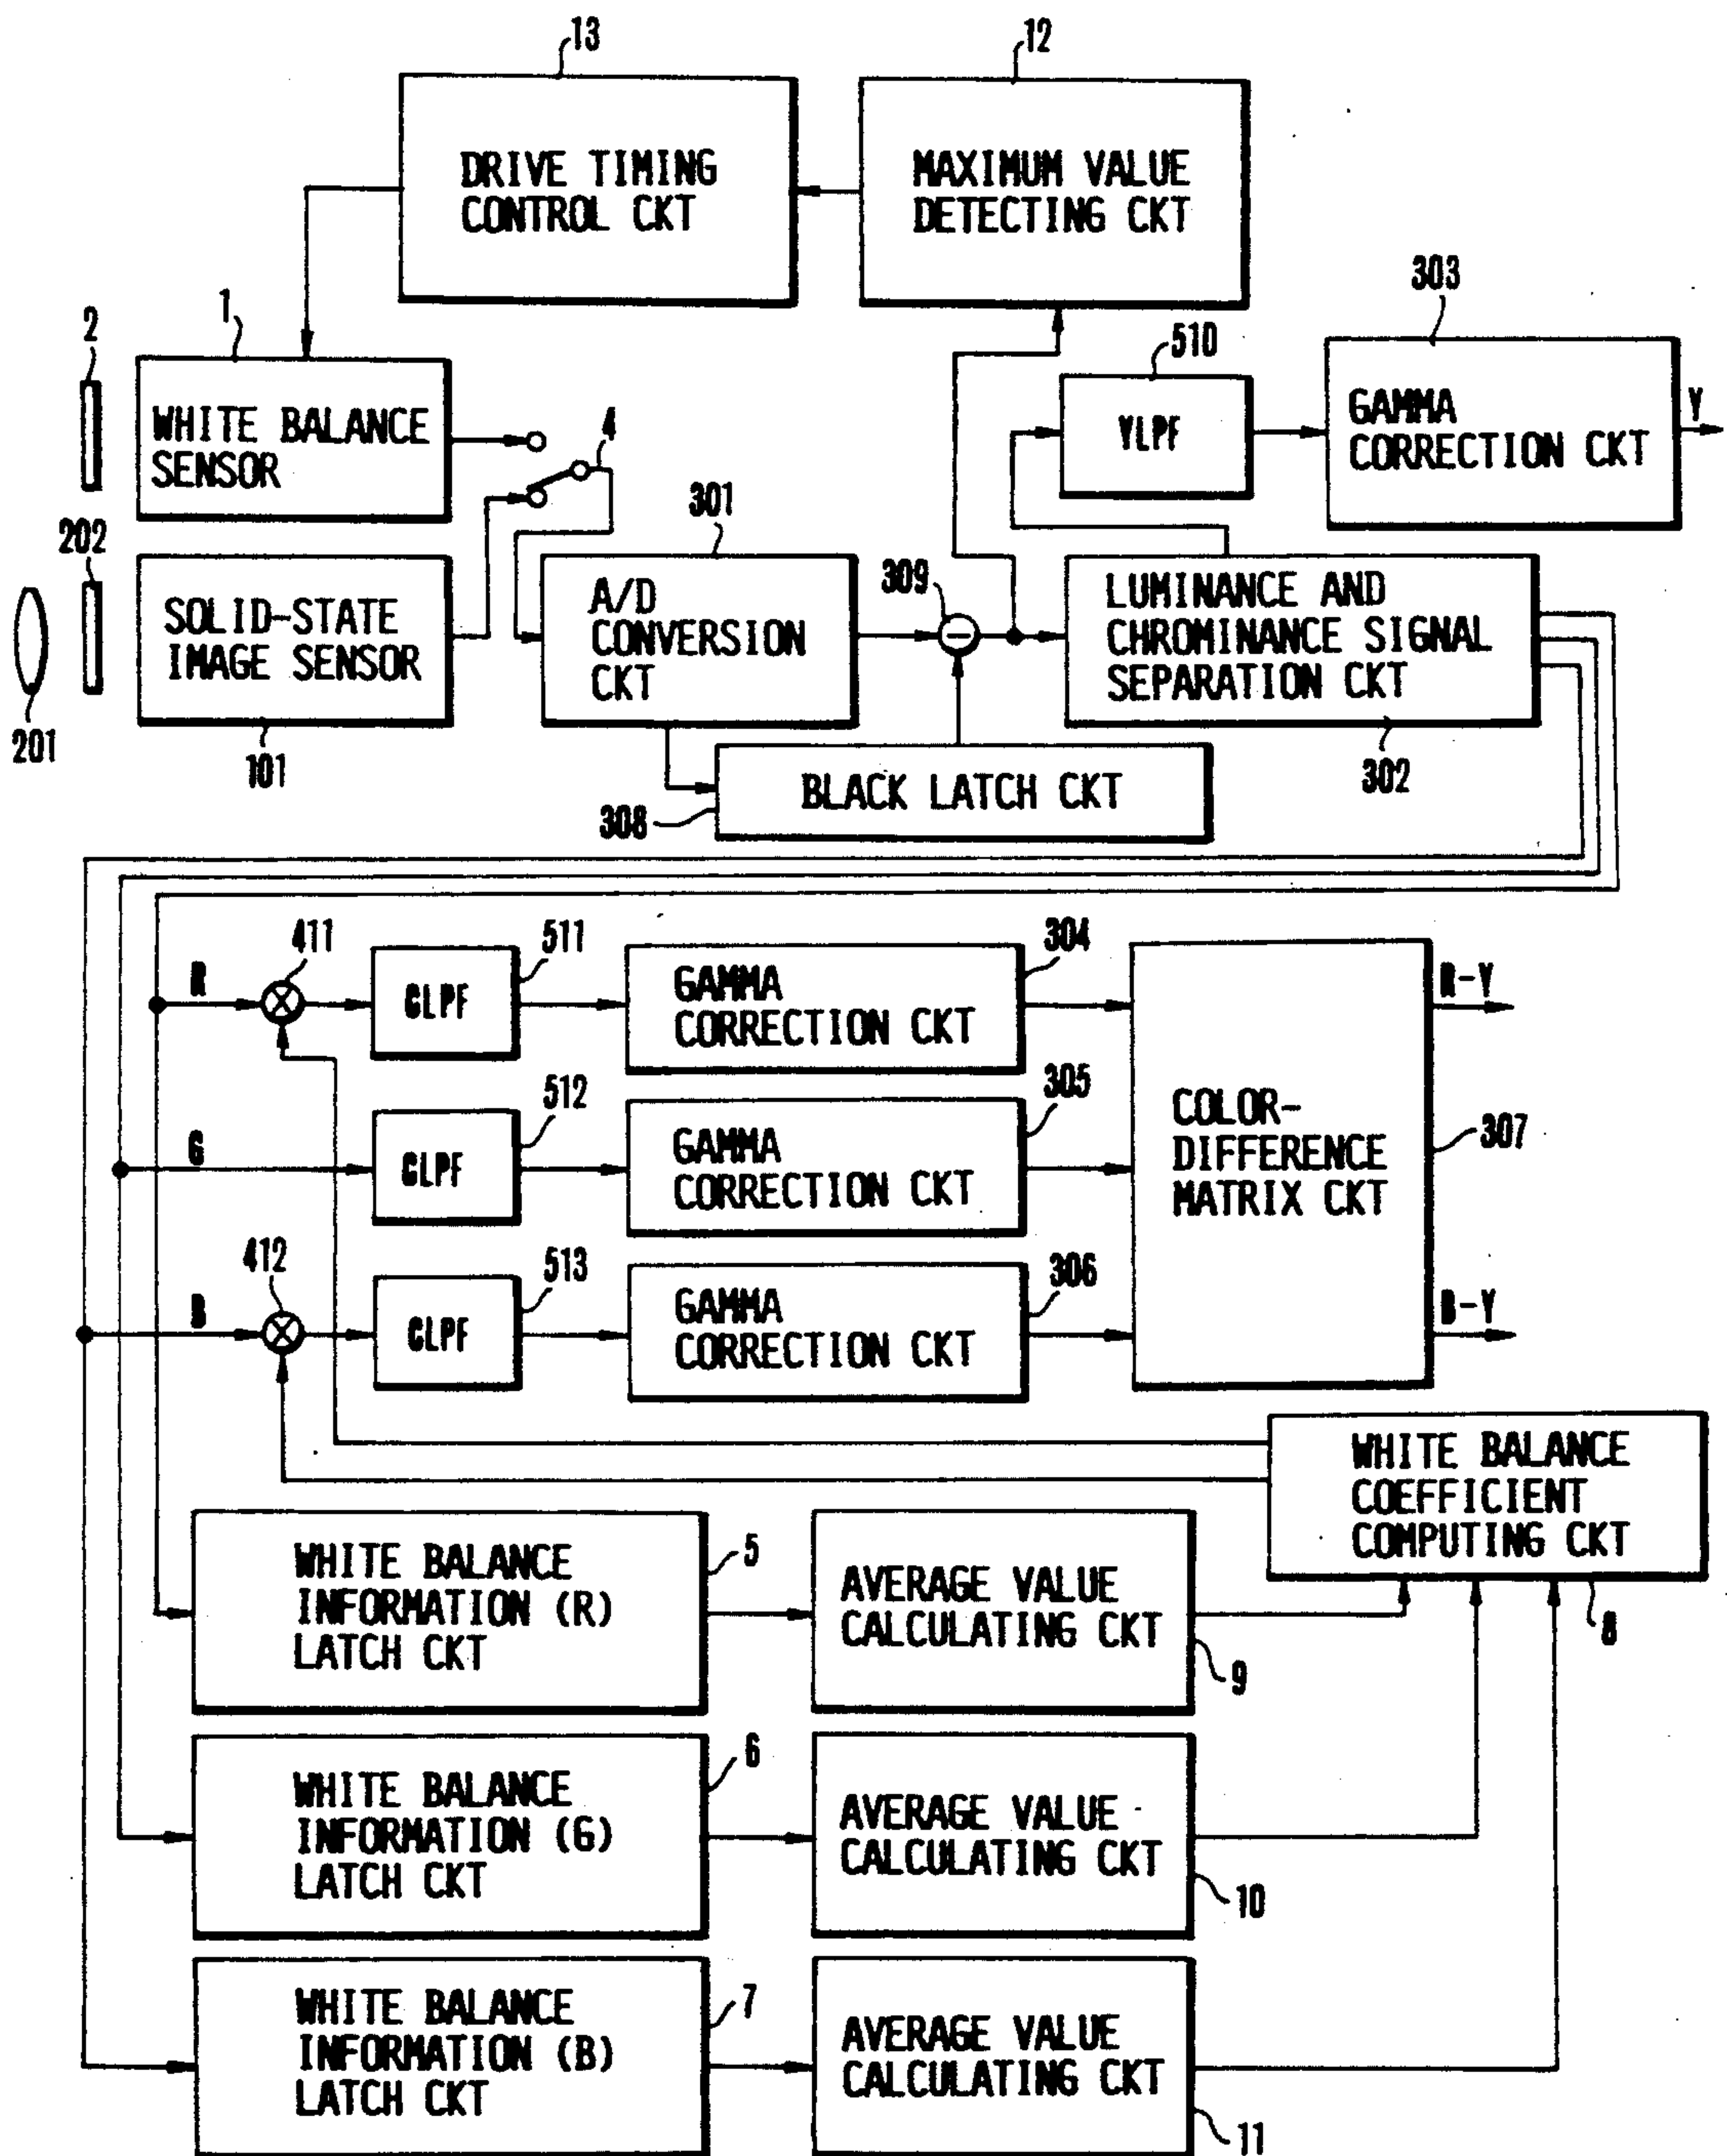 13
12
DRIVE TIMING
CONTROL CKT
MAXIMUM VALUE
DETECTING CKT
303
2
1
510
WHITE BALANCE
SENSOR
4
YLPF
GAMMA
CORRECTION CKT
Y
202
301
309
SOLID-STATE
IMAGE SENSOR
A/D
CONVERSION
CKT
LUMINANCE AND
CHROMINANCE SIGNAL
SEPARATION CKT
201
101
302
308
BLACK LATCH CKT
R
411
CLPF
511
GAMMA
CORRECTION CKT
304
R-Y
G
CLPF
512
GAMMA
CORRECTION CKT
305
COLOR-
DIFFERENCE
MATRIX CKT
307
B
412
CLPF
513
GAMMA
CORRECTION CKT
306
B-Y
WHITE BALANCE
COEFFICIENT
COMPUTING CKT
8
WHITE BALANCE
INFORMATION (R)
LATCH CKT
5
AVERAGE VALUE
CALCULATING CKT
9
WHITE BALANCE
INFORMATION (G)
LATCH CKT
6
AVERAGE VALUE
CALCULATING CKT
10
WHITE BALANCE
INFORMATION (B)
LATCH CKT
7
AVERAGE VALUE
CALCULATING CKT
11